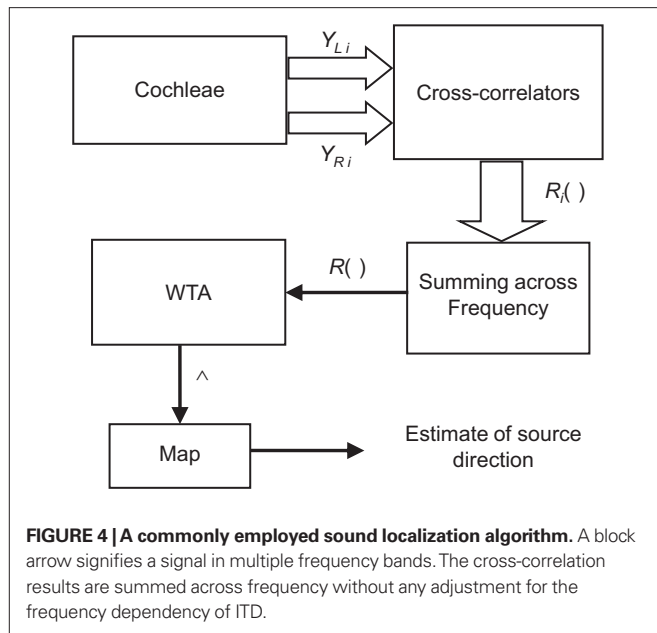 Cochleae
Y_{Li}
Y_{Ri}
Cross-correlators
R_i( )
Summing across
Frequency
R( )
WTA
^
Map
Estimate of source
direction
FIGURE 4 | A commonly employed sound localization algorithm. A block
arrow signifies a signal in multiple frequency bands. The cross-correlation
results are summed across frequency without any adjustment for the
frequency dependency of ITD.